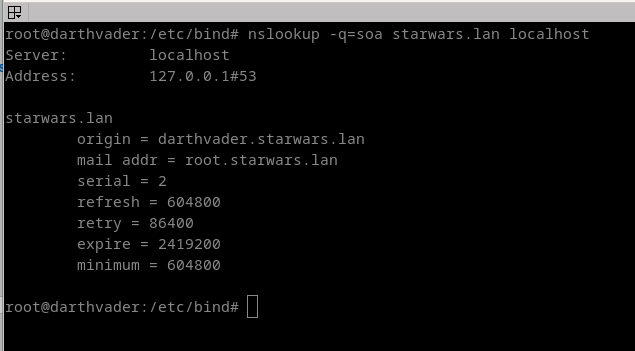 root@darthvader:/etc/bind# nslookup -q=soa starwars.lan localhost
Server:         localhost
Address:        127.0.0.1#53

starwars.lan
        origin = darthvader.starwars.lan
        mail addr = root.starwars.lan
        serial = 2
        refresh = 604800
        retry = 86400
        expire = 2419200
        minimum = 604800

root@darthvader:/etc/bind#